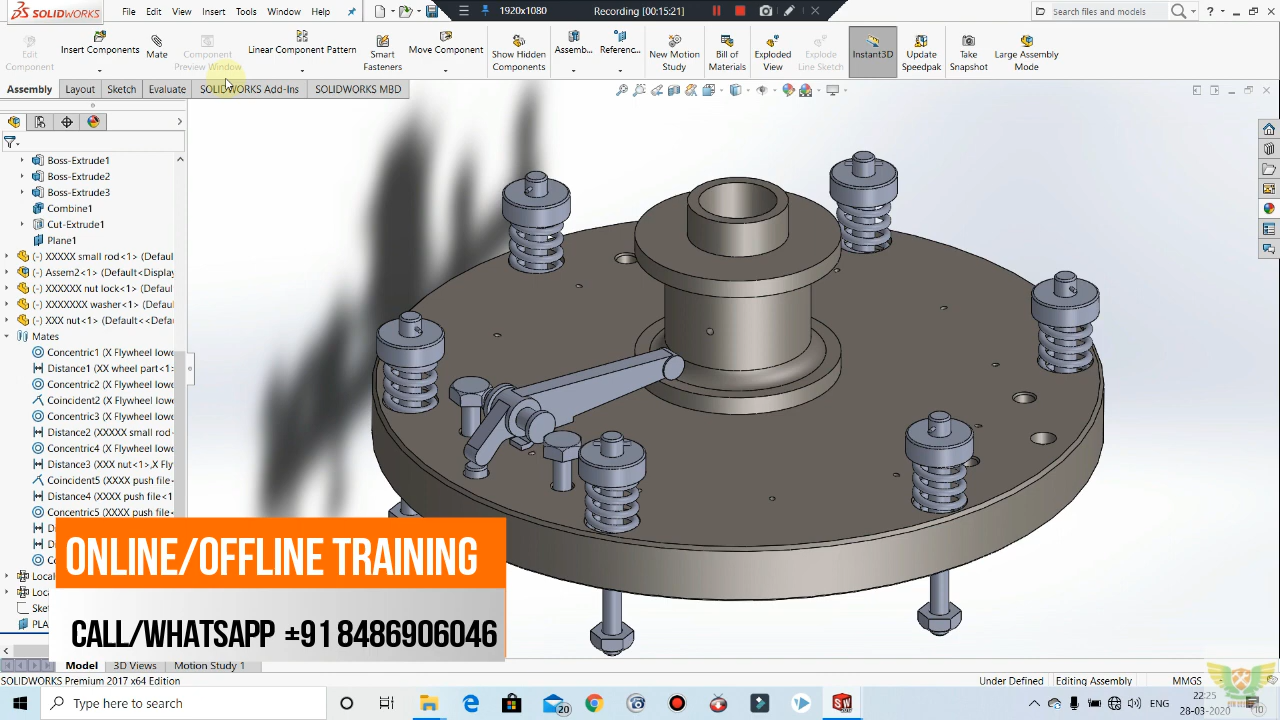 SOLIDWORKS File Edit View Insert Tools Window Help
1920x1080 Recording [00:15:21]
Search files and models
Edit Component
Insert Components
Mate
Component Preview Window
Linear Component Pattern
Smart Fasteners
Move Component
Show Hidden Components
Assemb...
Referenc...
New Motion Study
Bill of Materials
Exploded View
Explode Line Sketch
Instant3D
Update Speedpak
Take Snapshot
Large Assembly Mode
Assembly Layout Sketch Evaluate SOLIDWORKS Add-Ins SOLIDWORKS MBD
Boss-Extrude1
Boss-Extrude2
Boss-Extrude3
Combine1
Cut-Extrude1
Plane1
(-) XXXXX small rod<1> (Defaul
(-) Assem2<1> (Default<Display
(-) XXXXXX nut lock<1> (Default
(-) XXXXXXX washer<1> (Default
(-) XXX nut<1> (Default<<Defau
Mates
Concentric1 (X Flywheel lowe
Distance1 (XX wheel part<1>
Concentric2 (X Flywheel lowe
Coincident2 (X Flywheel lowe
Concentric3 (X Flywheel lowe
Distance2 (XXXXX small rod<
Concentric4 (X Flywheel lowe
Distance3 (XXX nut<1>,X Fly
Coincident5 (XXXX push file<
Distance4 (XXXX push file<1
Concentric5 (XXXX push file<
ONLINE/OFFLINE TRAINING
CALL/WHATSAPP ±91 8486906046
Model 3D Views Motion Study 1
SOLIDWORKS Premium 2017 x64 Edition
Under Defined Editing Assembly MMGS
Type here to search
20
ENG
22:25
28-03-2020
10